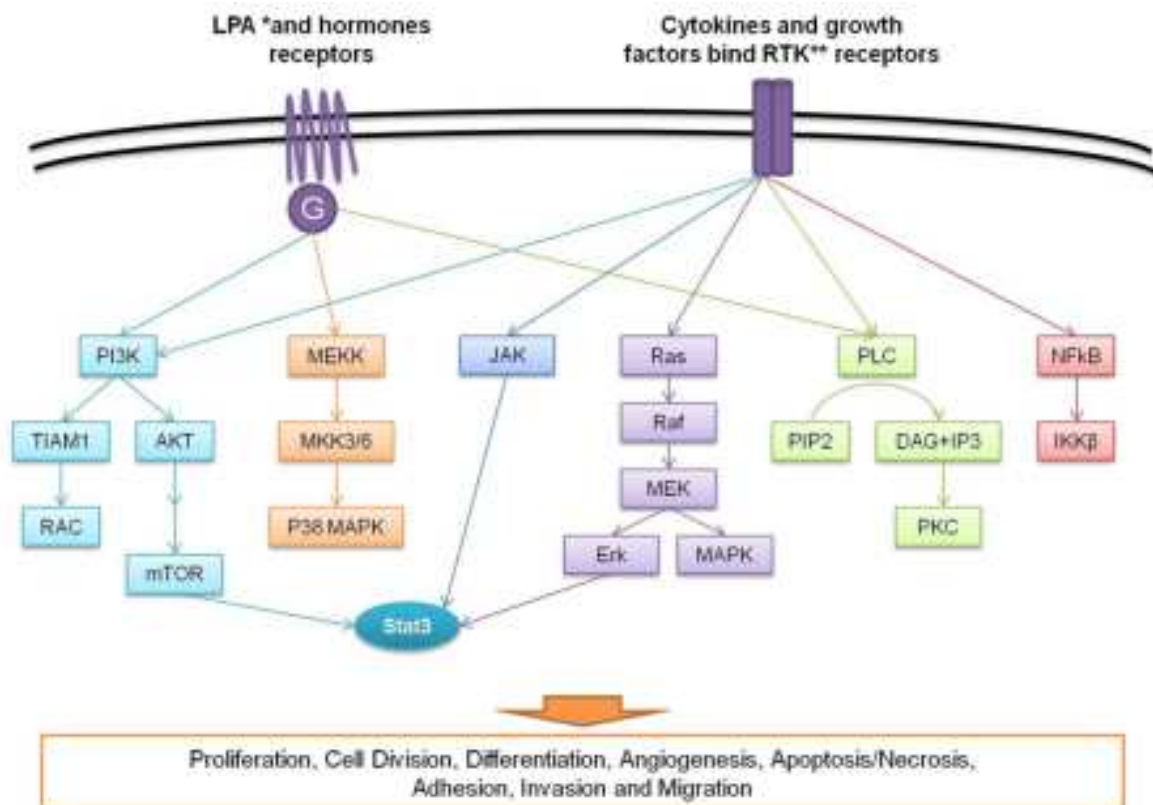 LPA *and hormones
receptors
Cytokines and growth
factors bind RTK** receptors
G
PI3K
MEKK
JAK
Ras
PLC
NFkB
TIAM1
AKT
MKK3/6
Raf
PIP2
DAG+IP3
IKKβ
MEK
RAC
P38 MAPK
PKC
Erk
MAPK
mTOR
Stat3
Proliferation, Cell Division, Differentiation, Angiogenesis, Apoptosis/Necrosis,
Adhesion, Invasion and Migration